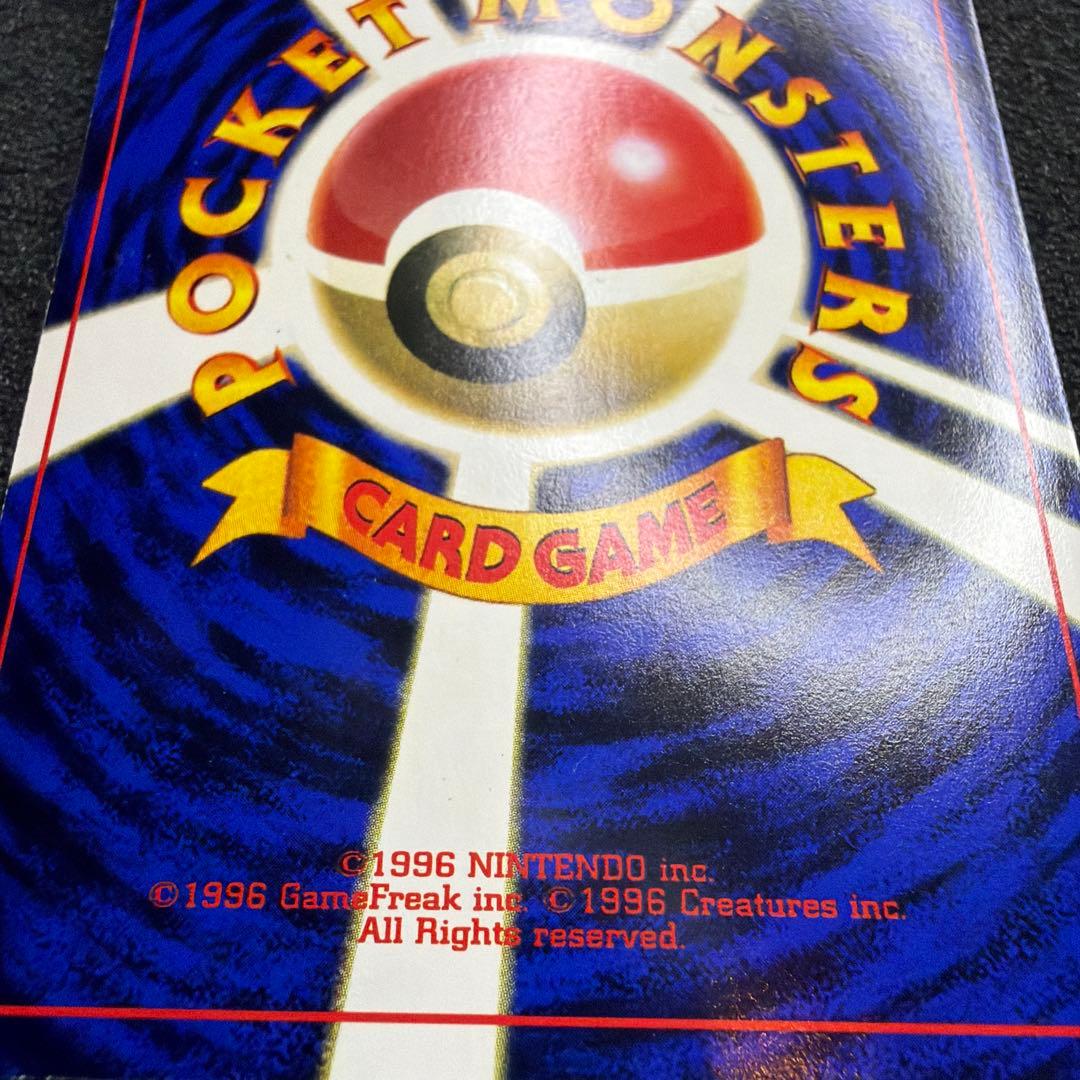 POCKET MONSTERS
CARD GAME
©1996 NINTENDO inc.
©1996 GameFreak inc. ©1996 Creatures inc.
All Rights reserved.